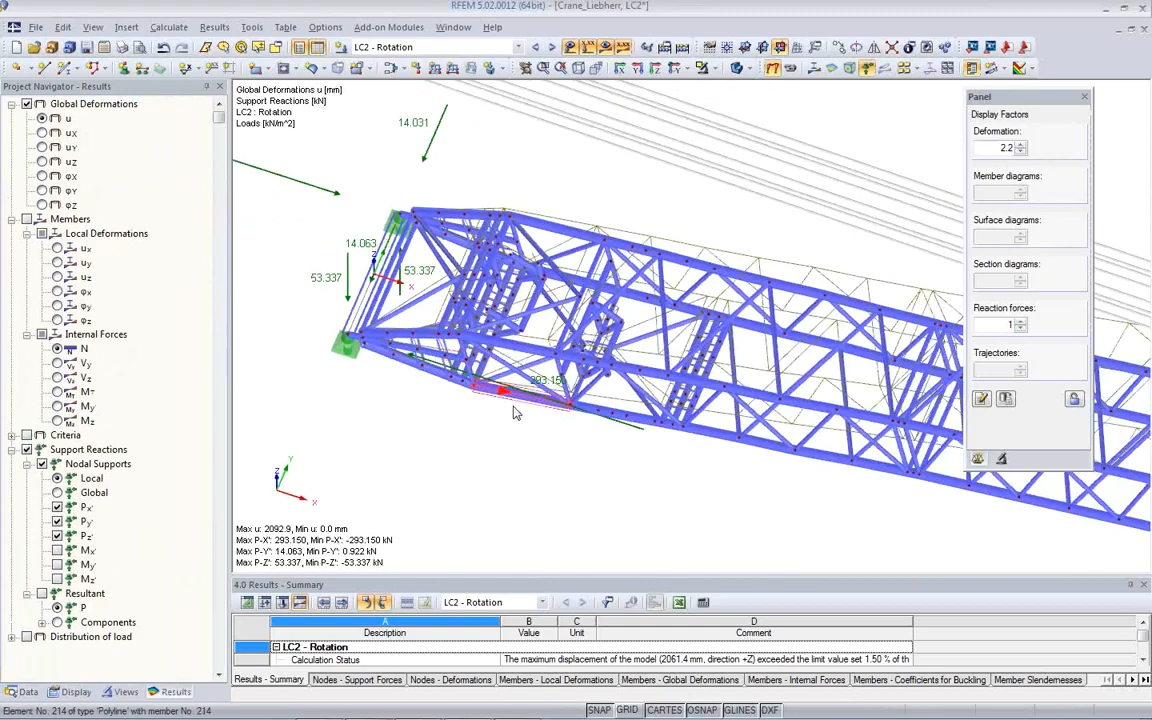 RFEM 5.02.0012 (64bit) - [Crane_Liebherr, LC2*]
File Edit View Insert Calculate Results Tools Table Options Add-on Modules Window Help
LC2 - Rotation
Project Navigator - Results
Global Deformations
u
uX
uY
uZ
φX
φY
φZ
Members
Local Deformations
ux
uy
uz
φx
φy
φz
Internal Forces
N
Vy
Vz
MT
My
Mz
Criteria
Support Reactions
Nodal Supports
Local
Global
Px'
Py'
Pz'
Mx'
My'
Mz'
Resultant
P
Components
Distribution of load
Data Display Views Results
Global Deformations u [mm]
Support Reactions [kN]
LC2 : Rotation
Loads [kN/m^2]
14.031
14.063
53.337
53.337
293.150
Z
X
Y
Z
X
Max u: 2092.9, Min u: 0.0 mm
Max P-X': 293.150, Min P-X': -293.150 kN
Max P-Y': 14.063, Min P-Y': 0.922 kN
Max P-Z': 53.337, Min P-Z': -53.337 kN
Panel
Display Factors
Deformation:
2.2
Member diagrams:
Surface diagrams:
Section diagrams:
Reaction forces:
1
Trajectories:
4.0 Results - Summary
LC2 - Rotation
A B C D
Description Value Unit Comment
LC2 - Rotation
Calculation Status The maximum displacement of the model (2061.4 mm, direction +Z) exceeded the limit value set 1.50 % of th
Results - Summary Nodes - Support Forces Nodes - Deformations Members - Local Deformations Members - Global Deformations Members - Internal Forces Members - Coefficients for Buckling Member Slendernesses
Element No. 214 of type 'Polyline' with member No. 214
SNAP GRID CARTES OSNAP GLINES DXF